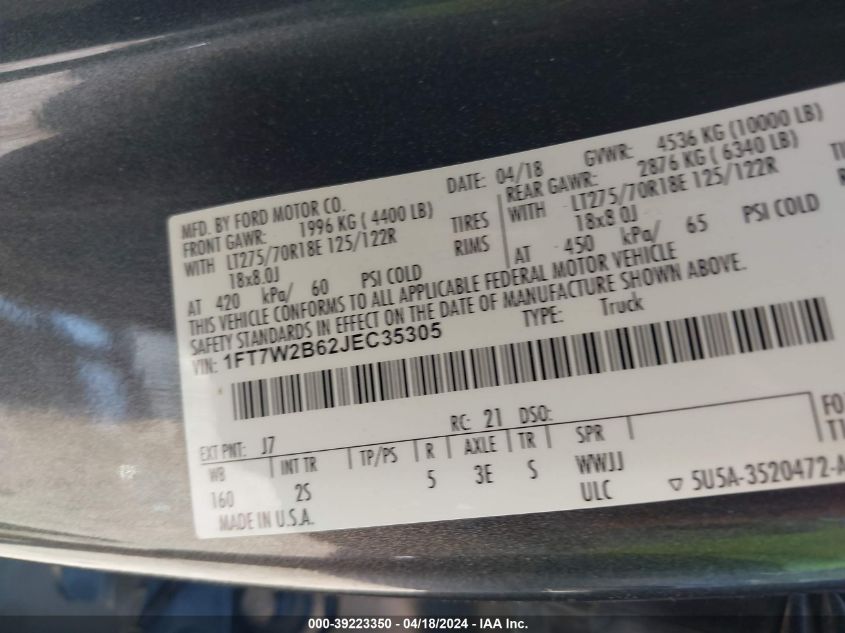 MFD. BY FORD MOTOR CO.
DATE: 04/18 GVWR: 4536 KG (10000 LB)
FRONT GAWR: 1996 KG ( 4400 LB)
REAR GAWR: 2876 KG ( 6340 LB)
WITH LT275/70R18E 125/122R TIRES
WITH LT275/70R18E 125/122R
18x8.0J RIMS
18x8.0J
AT 420 kPa/ 60 PSI COLD
AT 450 kPa/ 65 PSI COLD
THIS VEHICLE CONFORMS TO ALL APPLICABLE FEDERAL MOTOR VEHICLE
SAFETY STANDARDS IN EFFECT ON THE DATE OF MANUFACTURE SHOWN ABOVE.
VIN: 1FT7W2B62JEC35305 TYPE: Truck
EXT PNT: J7 RC: 21 DSO:
WB INT TR TP/PS R AXLE TR SPR
160 2S 5 3E S WWJJ
ULC
MADE IN U.S.A.
5U5A-3520472-A
000-39223350 - 04/18/2024 - IAA Inc.